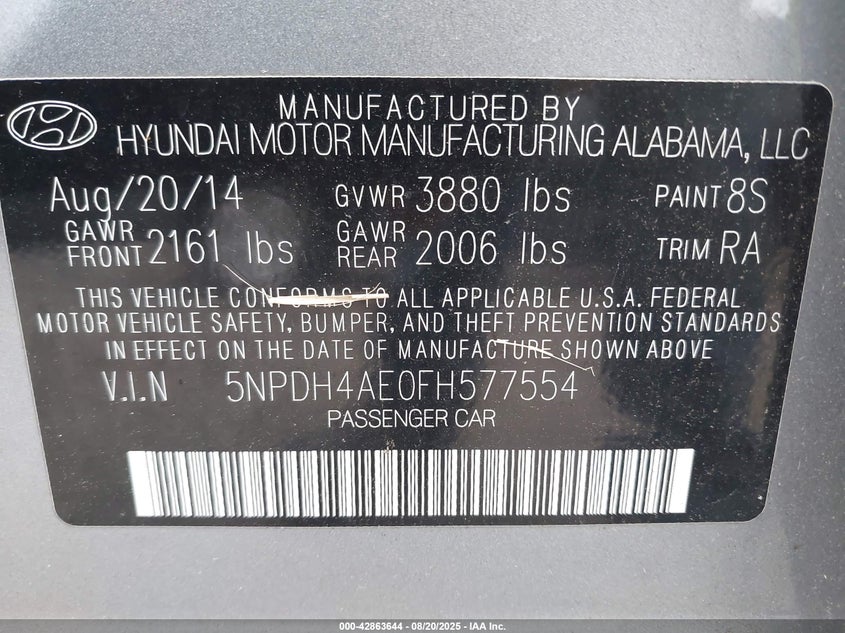 MANUFACTURED BY
HYUNDAI MOTOR MANUFACTURING ALABAMA, LLC
Aug/20/14 GVWR 3880 lbs PAINT 8S
GAWR FRONT 2161 lbs GAWR REAR 2006 lbs TRIM RA
THIS VEHICLE CONFORMS TO ALL APPLICABLE U.S.A. FEDERAL
MOTOR VEHICLE SAFETY, BUMPER, AND THEFT PREVENTION STANDARDS
IN EFFECT ON THE DATE OF MANUFACTURE SHOWN ABOVE
V.I.N 5NPDH4AE0FH577554
PASSENGER CAR
000-42863644 | 08/20/2025 - IAA Inc.